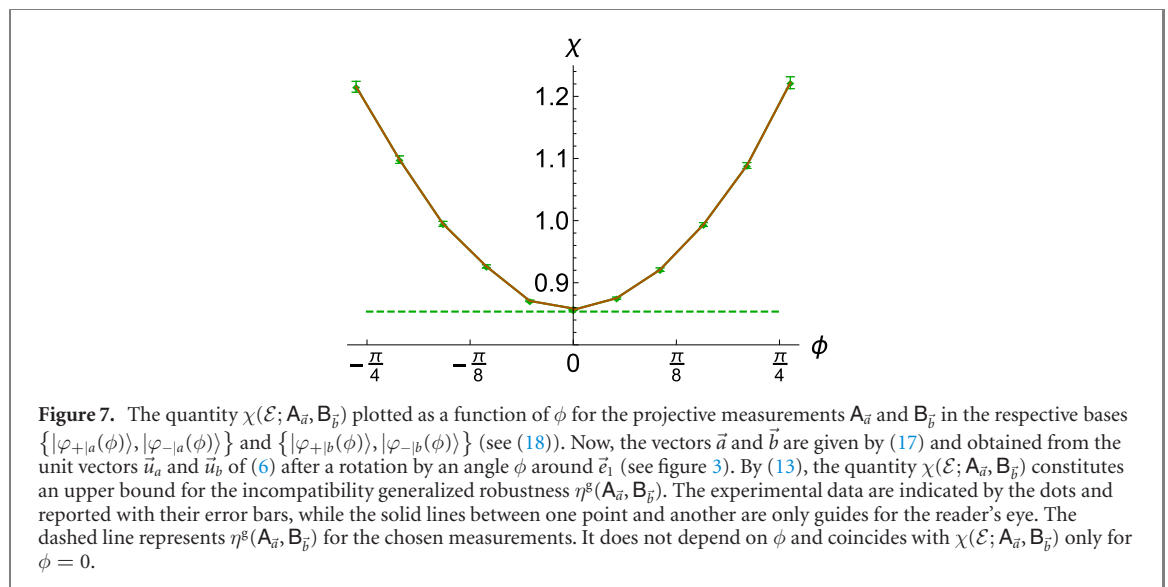 χ
1.2
1.1
1.0
0.9
−π/4 −π/8 0 π/8 π/4 ϕ
Figure 7. The quantity χ(ℰ; A_a⃗, B_b⃗) plotted as a function of ϕ for the projective measurements A_a⃗ and B_b⃗ in the respective bases
{|φ₊|a(ϕ)⟩, |φ₋|a(ϕ)⟩} and {|φ₊|b(ϕ)⟩, |φ₋|b(ϕ)⟩} (see (18)). Now, the vectors a⃗ and b⃗ are given by (17) and obtained from the
unit vectors u⃗_a and u⃗_b of (6) after a rotation by an angle ϕ around e⃗₁ (see figure 3). By (13), the quantity χ(ℰ; A_a⃗, B_b⃗) constitutes
an upper bound for the incompatibility generalized robustness η^g(A_a⃗, B_b⃗). The experimental data are indicated by the dots and
reported with their error bars, while the solid lines between one point and another are only guides for the reader's eye. The
dashed line represents η^g(A_a⃗, B_b⃗) for the chosen measurements. It does not depend on ϕ and coincides with χ(ℰ; A_a⃗, B_b⃗) only for
ϕ = 0.